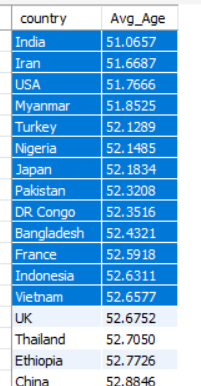 country Avg_Age
India 51.0657
Iran 51.6687
USA 51.7666
Myanmar 51.8525
Turkey 52.1289
Nigeria 52.1485
Japan 52.1834
Pakistan 52.3208
DR Congo 52.3516
Bangladesh 52.4321
France 52.5918
Indonesia 52.6311
Vietnam 52.6577
UK 52.6752
Thailand 52.7050
Ethiopia 52.7726
China 52.8846